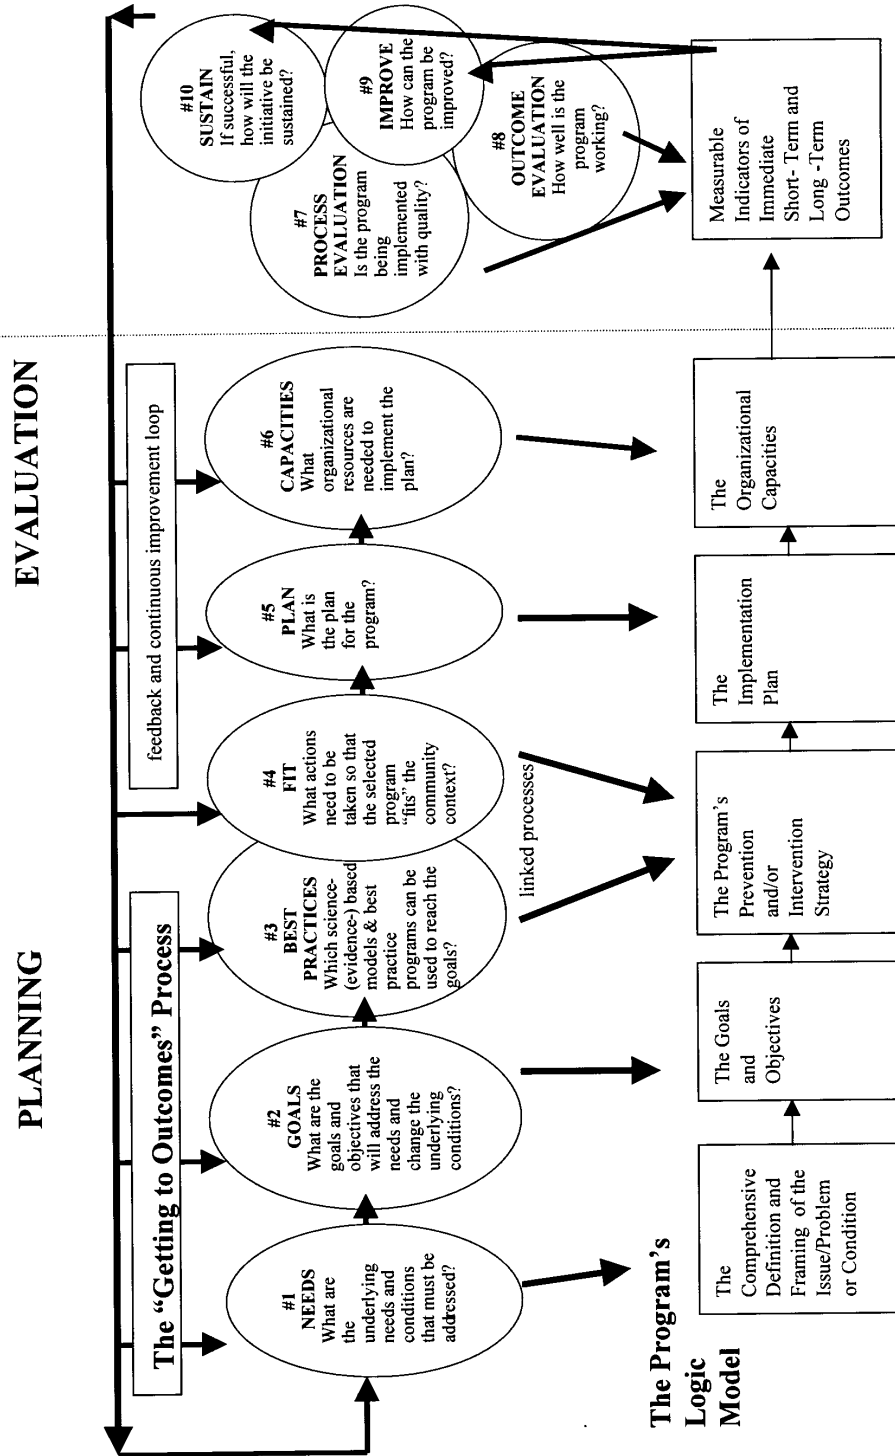 PLANNING
EVALUATION
The “Getting to Outcomes” Process
feedback and continuous improvement loop
#1
NEEDS
What are
the
underlying
needs and
conditions
that must be
addressed?
#2
GOALS
What are the
goals and
objectives that
will address the
needs and
change the
underlying
conditions?
#3
BEST
PRACTICES
Which science-
(evidence-) based
models & best
practice
programs can be
used to reach the
goals?
#4
FIT
What actions
need to be
taken so that
the selected
program
“fits” the
community
context?
#5
PLAN
What is
the plan
for the
program?
#6
CAPACITIES
What
organizational
resources are
needed to
implement the
plan?
#7
PROCESS
EVALUATION
Is the program
being
implemented
with quality?
#8
OUTCOME
EVALUATION
How well is the
program
working?
#9
IMPROVE
How can the
program be
improved?
#10
SUSTAIN
If successful,
how will the
initiative be
sustained?
linked processes
The Program’s
Logic
Model
The
Comprehensive
Definition and
Framing of the
Issue/Problem
or Condition
The Goals
and
Objectives
The Program’s
Prevention
and/or
Intervention
Strategy
The
Implementation
Plan
The
Organizational
Capacities
Measurable
Indicators of
Immediate
Short- Term and
Long -Term
Outcomes